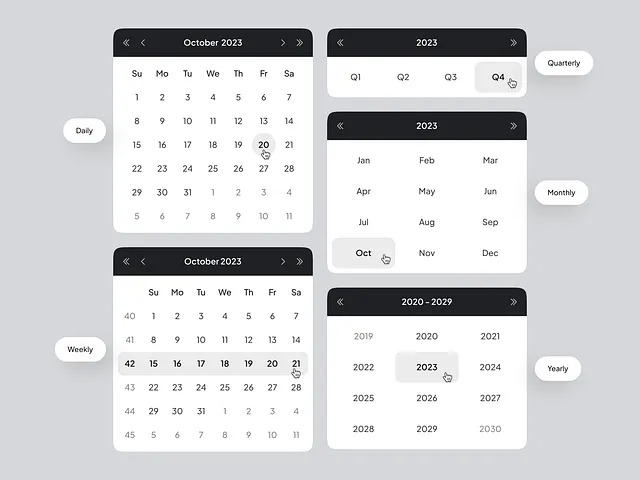 October 2023
Su Mo Tu We Th Fr Sa
1 2 3 4 5 6 7
8 9 10 11 12 13 14
15 16 17 18 19 20 21
22 23 24 25 26 27 28
29 30 31 1 2 3 4
5 6 7 8 9 10 11
Daily
2023
Q1 Q2 Q3 Q4
Quarterly
2023
Jan Feb Mar
Apr May Jun
Jul Aug Sep
Oct Nov Dec
Monthly
October 2023
Su Mo Tu We Th Fr Sa
40 1 2 3 4 5 6 7
41 8 9 10 11 12 13 14
42 15 16 17 18 19 20 21
43 22 23 24 25 26 27 28
44 29 30 31 1 2 3 4
45 5 6 7 8 9 10 11
Weekly
2020 - 2029
2019 2020 2021
2022 2023 2024
2025 2026 2027
2028 2029 2030
Yearly